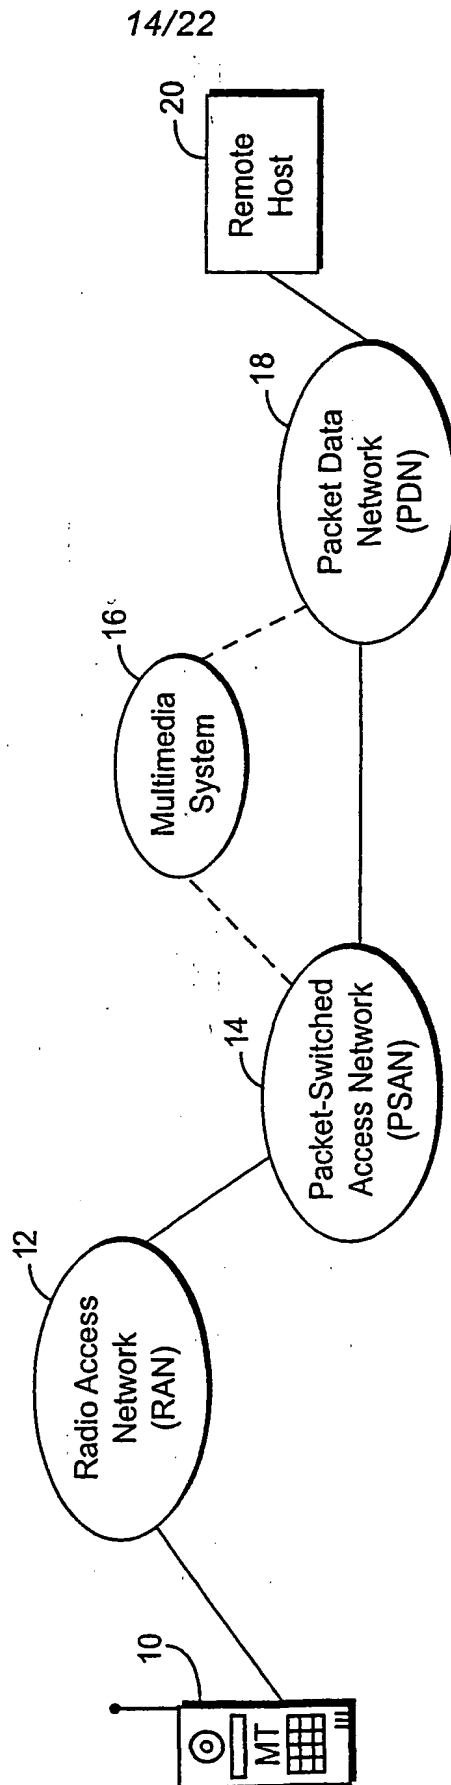 14/22
10
MT
12
Radio Access
Network
(RAN)
14
Packet-Switched
Access Network
(PSAN)
16
Multimedia
System
18
Packet Data
Network
(PDN)
20
Remote
Host